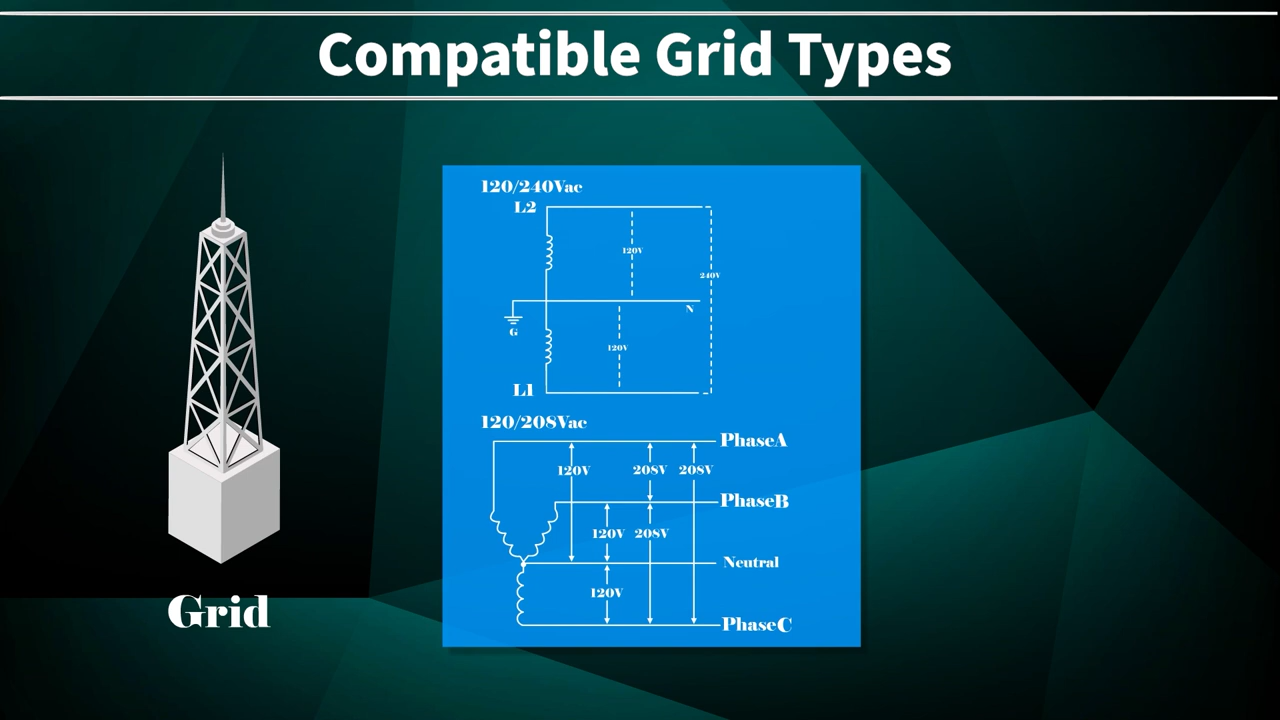 Compatible Grid Types
120/240Vac
L2
120V
240V
N
G
120V
L1
120/208Vac
PhaseA
120V 208V 208V
PhaseB
120V 208V
Neutral
120V
PhaseC
Grid